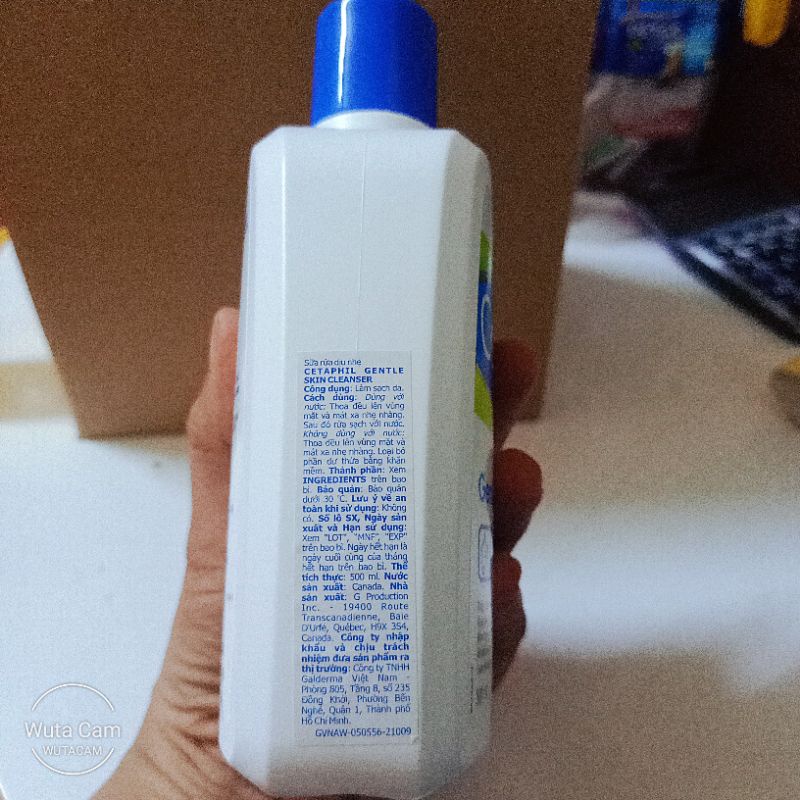 Sữa rửa dịu nhẹ
CETAPHIL GENTLE
SKIN CLEANSER
Công dụng: Làm sạch da.
Cách dùng: Dùng với
nước: Thoa đều lên vùng
mặt và mát xa nhẹ nhàng.
Sau đó rửa sạch với nước.
Không dùng với nước:
Thoa đều lên vùng mặt và
mát xa nhẹ nhàng. Loại bỏ
phần dư thừa bằng khăn
mềm. Thành phần: Xem
INGREDIENTS trên bao
bì. Bảo quản: Bảo quản
dưới 30 °C. Lưu ý về an
toàn khi sử dụng: Không
có. Số lô SX, Ngày sản
xuất và Hạn sử dụng:
Xem "LOT", "MNF", "EXP"
trên bao bì. Ngày hết hạn là
ngày cuối cùng của tháng
hết hạn trên bao bì. Thể
tích thực: 500 ml. Nước
sản xuất: Canada. Nhà
sản xuất: G Production
Inc. - 19400 Route
Transcanadienne, Baie
D'Urfé, Québec, H9X 3S4,
Canada. Công ty nhập
khẩu và chịu trách
nhiệm đưa sản phẩm ra
thị trường: Công ty TNHH
Galderma Việt Nam -
Phòng 805, Tầng 8, số 235
Đồng Khởi, Phường Bến
Nghé, Quận 1, Thành phố
Hồ Chí Minh.
GVNAW-050556-21009
Wuta Cam
WUTACAM